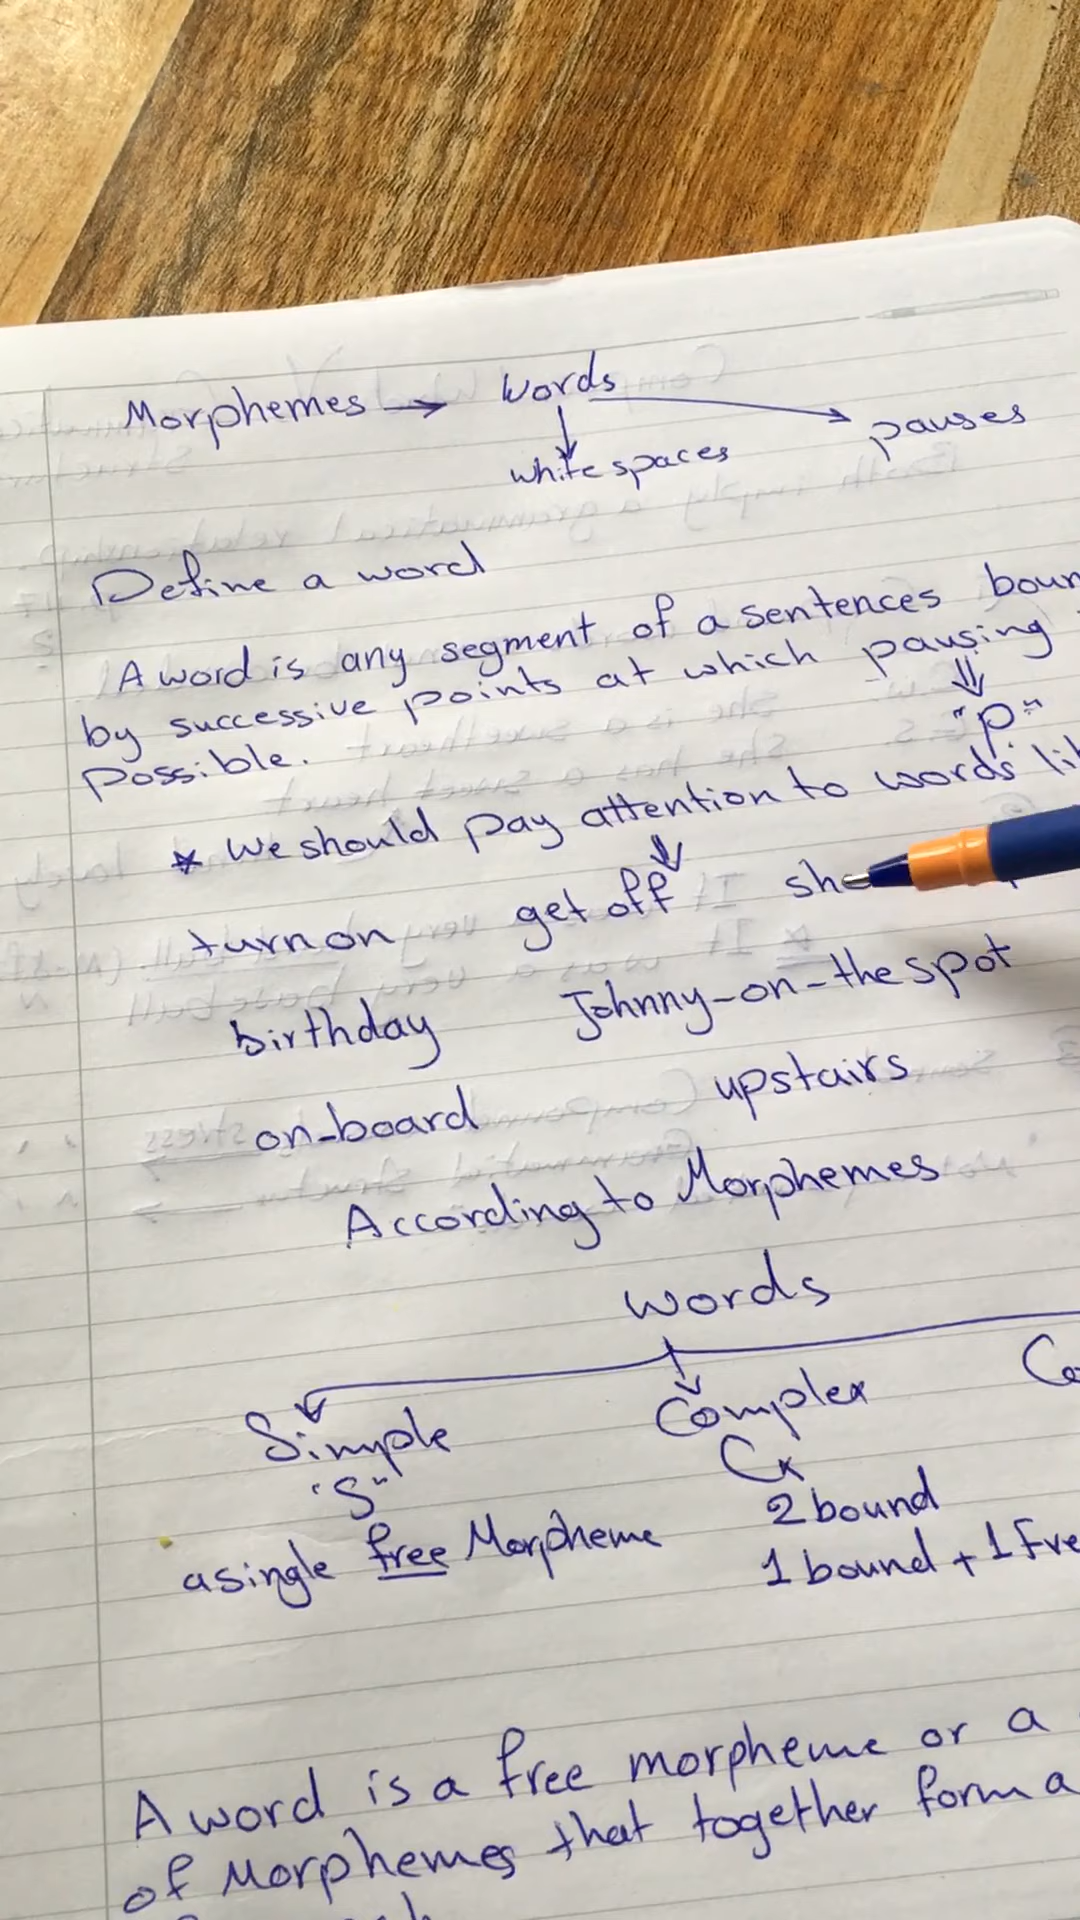 Morphemes → words
white spaces
pauses
Define a word
A word is any segment of a sentences
by successive points at which pausing
possible.
"P"
* We should pay attention to words
turn on get off
birthday Johnny-on-the spot
on-board upstairs
According to Morphemes
words
Simple Complex
"S" Cx
2 bound
a single free Morpheme 1 bound + 1
A word is a free morpheme or a
of Morphemes that together form a